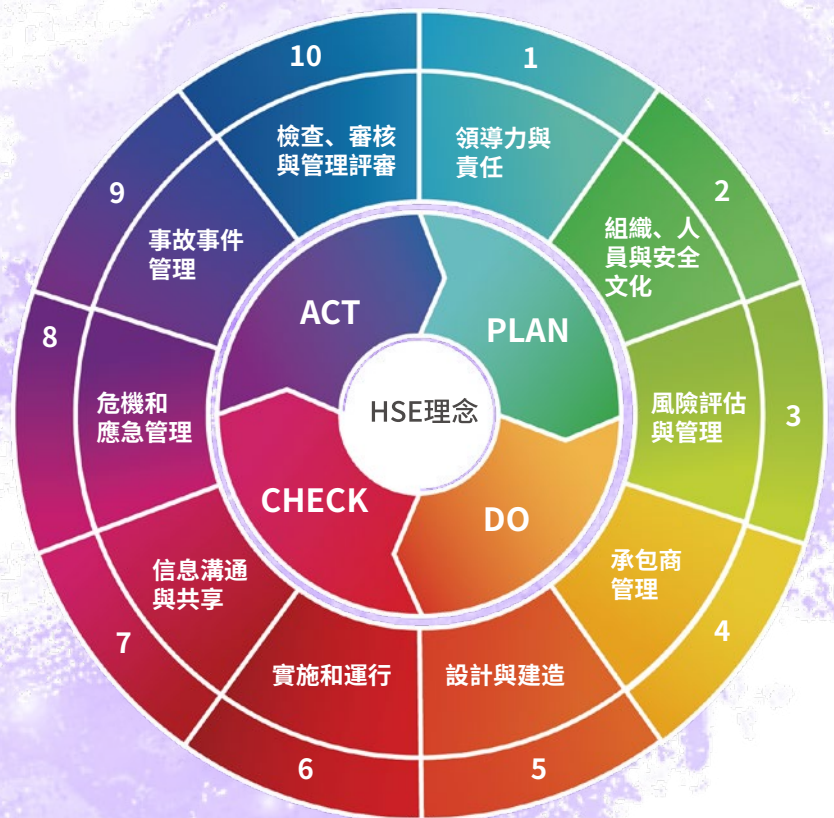 1
領導力與
責任
2
組織、人
員與安全
文化
3
風險評估
與管理
4
承包商
管理
5
設計與建造
6
實施和運行
7
信息溝通
與共享
8
危機和
應急管理
9
事故事件
管理
10
檢查、審核
與管理評審
PLAN
DO
CHECK
ACT
HSE理念